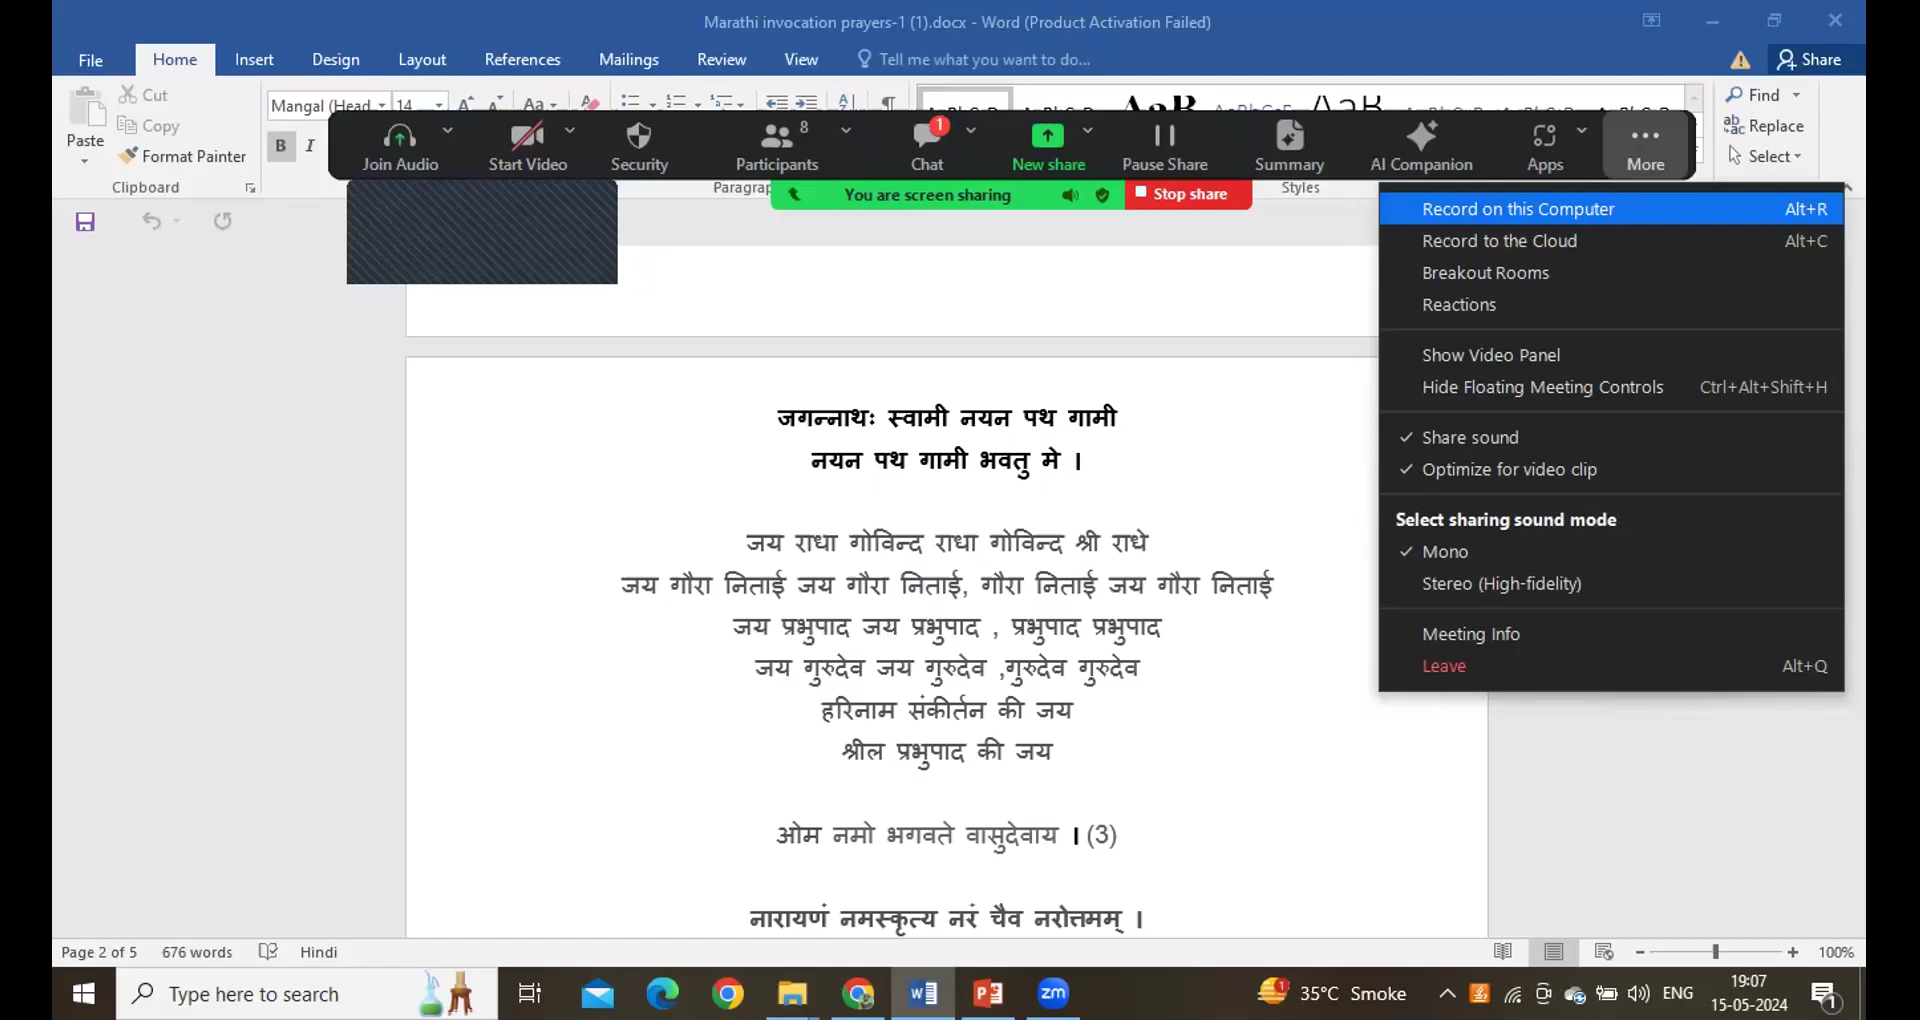 Marathi invocation prayers-1 (1).docx - Word (Product Activation Failed)
File Home Insert Design Layout References Mailings Review View Tell me what you want to do... Share
Paste Cut Copy Format Painter
Clipboard
Mangal (Head 14 Aa
B I
Paragrap
Styles
Find
Replace
Select
Join Audio Start Video Security Participants 8 Chat 1 New share Pause Share Summary AI Companion Apps More
You are screen sharing Stop share
Record on this Computer Alt+R
Record to the Cloud Alt+C
Breakout Rooms
Reactions
Show Video Panel
Hide Floating Meeting Controls Ctrl+Alt+Shift+H
✓ Share sound
✓ Optimize for video clip
Select sharing sound mode
✓ Mono
Stereo (High-fidelity)
Meeting Info
Leave Alt+Q
जगन्नाथः स्वामी नयन पथ गामी
नयन पथ गामी भवतु मे ।
जय राधा गोविन्द राधा गोविन्द श्री राधे
जय गौरा निताई जय गौरा निताई, गौरा निताई जय गौरा निताई
जय प्रभुपाद जय प्रभुपाद , प्रभुपाद प्रभुपाद
जय गुरुदेव जय गुरुदेव ,गुरुदेव गुरुदेव
हरिनाम संकीर्तन की जय
श्रील प्रभुपाद की जय
ओम नमो भगवते वासुदेवाय । (3)
नारायणं नमस्कृत्य नरं चैव नरोत्तमम् ।
Page 2 of 5 676 words Hindi 100%
Type here to search 35°C Smoke ENG 19:07
15-05-2024